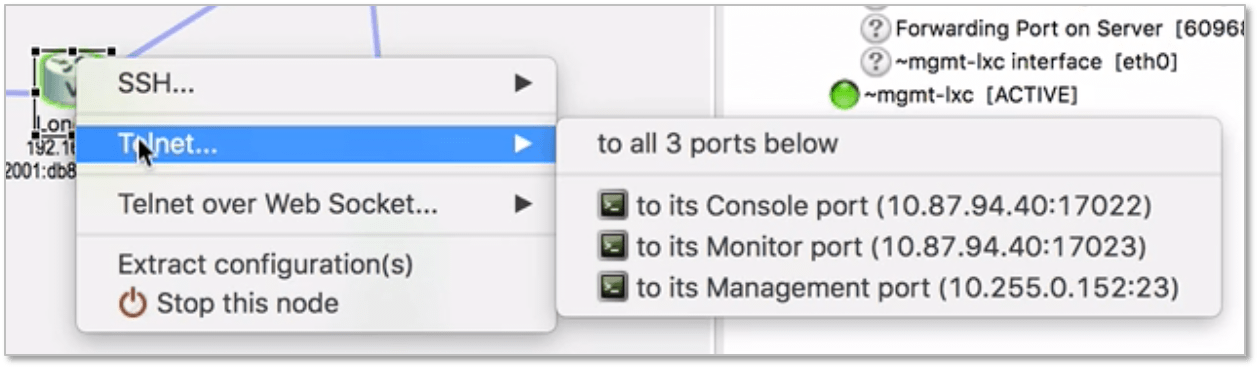 Forwarding Port on Server [60968
~mgmt-lxc interface [eth0]
~mgmt-lxc [ACTIVE]
192.16
2001:db8
SSH...
Telnet...
Telnet over Web Socket...
Extract configuration(s)
Stop this node
to all 3 ports below
to its Console port (10.87.94.40:17022)
to its Monitor port (10.87.94.40:17023)
to its Management port (10.255.0.152:23)